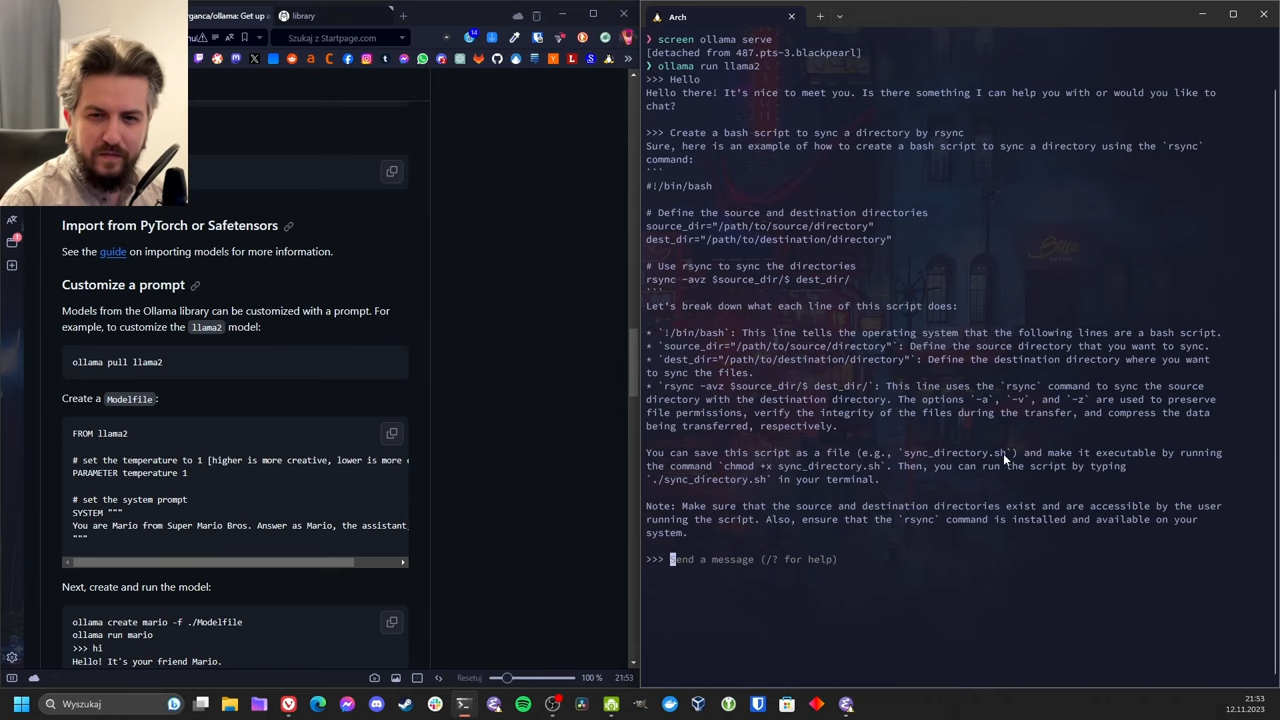 rganca/ollama: Get up a
library
Szukaj z Startpage.com
14
Import from PyTorch or Safetensors
See the guide on importing models for more information.
Customize a prompt
Models from the Ollama library can be customized with a prompt. For
example, to customize the llama2 model:
ollama pull llama2
Create a Modelfile:
FROM llama2
# set the temperature to 1 [higher is more creative, lower is more c
PARAMETER temperature 1
# set the system prompt
SYSTEM """
You are Mario from Super Mario Bros. Answer as Mario, the assistant,
"""
Next, create and run the model:
ollama create mario -f ./Modelfile
ollama run mario
>>> hi
Hello! It's your friend Mario.
Resetuj
100 %
21:53
Arch
❯ screen ollama serve
[detached from 487.pts-3.blackpearl]
❯ ollama run llama2
>>> Hello
Hello there! It's nice to meet you. Is there something I can help you with or would you like to
chat?
>>> Create a bash script to sync a directory by rsync
Sure, here is an example of how to create a bash script to sync a directory using the `rsync`
command:
```
#!/bin/bash
# Define the source and destination directories
source_dir="/path/to/source/directory"
dest_dir="/path/to/destination/directory"
# Use rsync to sync the directories
rsync -avz $source_dir/$ dest_dir/
```
Let's break down what each line of this script does:
* `!/bin/bash`: This line tells the operating system that the following lines are a bash script.
* `source_dir="/path/to/source/directory"`: Define the source directory that you want to sync.
* `dest_dir="/path/to/destination/directory"`: Define the destination directory where you want
to sync the files.
* `rsync -avz $source_dir/$ dest_dir/`: This line uses the `rsync` command to sync the source
directory with the destination directory. The options `-a`, `-v`, and `-z` are used to preserve
file permissions, verify the integrity of the files during the transfer, and compress the data
being transferred, respectively.
You can save this script as a file (e.g., `sync_directory.sh`) and make it executable by running
the command `chmod +x sync_directory.sh`. Then, you can run the script by typing
`./sync_directory.sh` in your terminal.
Note: Make sure that the source and destination directories exist and are accessible by the user
running the script. Also, ensure that the `rsync` command is installed and available on your
system.
>>> Send a message (/? for help)
Wyszukaj
21:53
12.11.2023